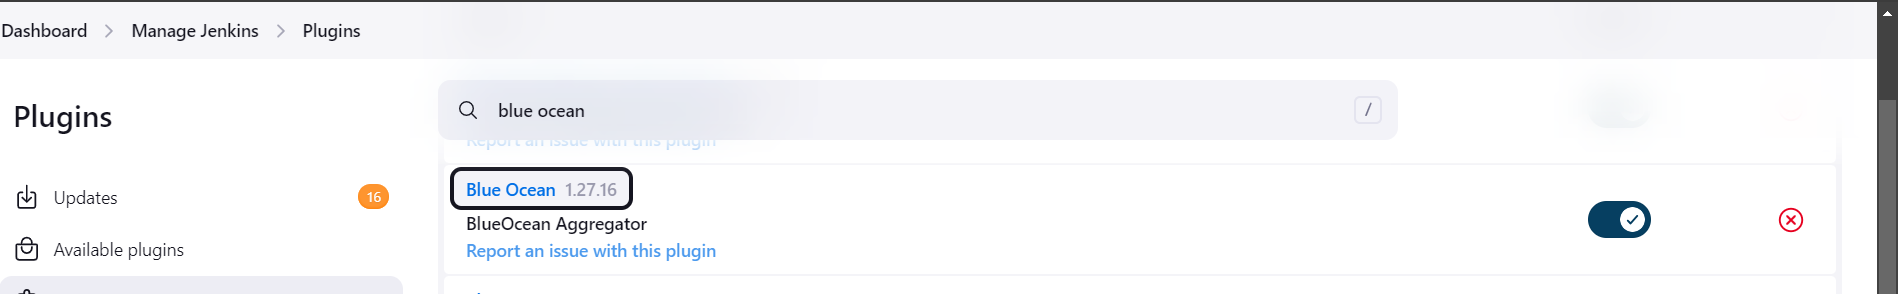 Dashboard > Manage Jenkins > Plugins
Plugins
Updates 16
Available plugins
blue ocean /
Report an issue with this plugin
Blue Ocean 1.27.16
BlueOcean Aggregator
Report an issue with this plugin